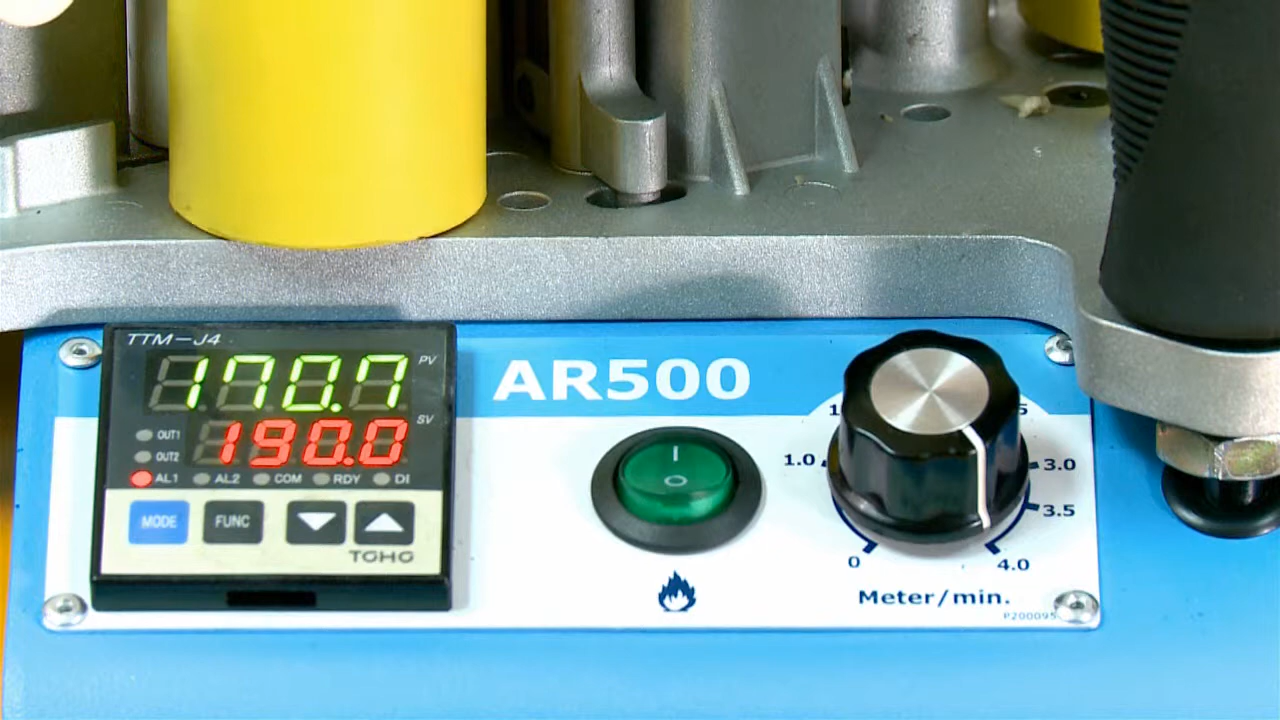 TTM-J4
170.7 PV
SV
190.0
OUT1
OUT2
AL1 AL2 COM RDY DI
MODE FUNC
TOHO
AR500
I
O
1.0
3.0
3.5
0
4.0
Meter/min.